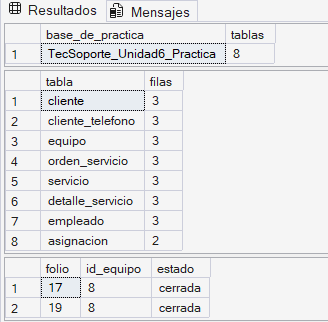 Resultados Mensajes
base_de_practica tablas
1 TecSoporte_Unidad6_Practica 8
tabla filas
1 cliente 3
2 cliente_telefono 3
3 equipo 3
4 orden_servicio 3
5 servicio 3
6 detalle_servicio 3
7 empleado 3
8 asignacion 2
folio id_equipo estado
1 17 8 cerrada
2 19 8 cerrada